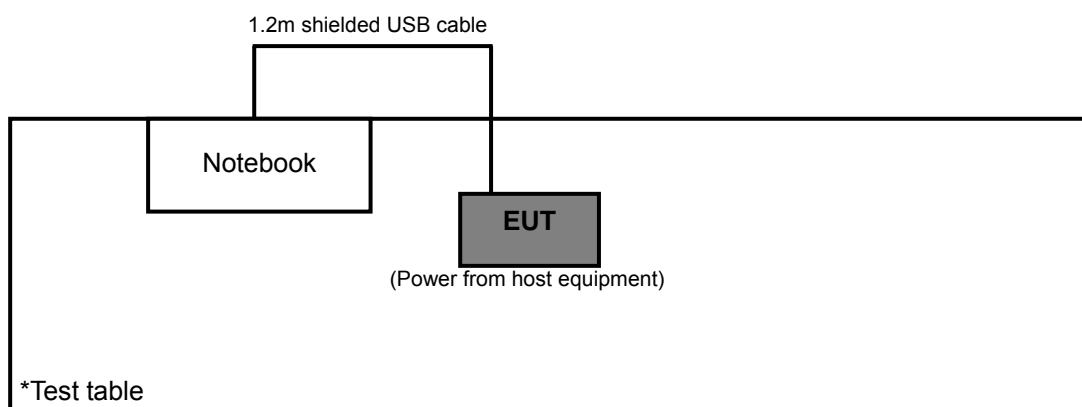 1.2m shielded USB cable
Notebook
EUT
(Power from host equipment)
*Test table